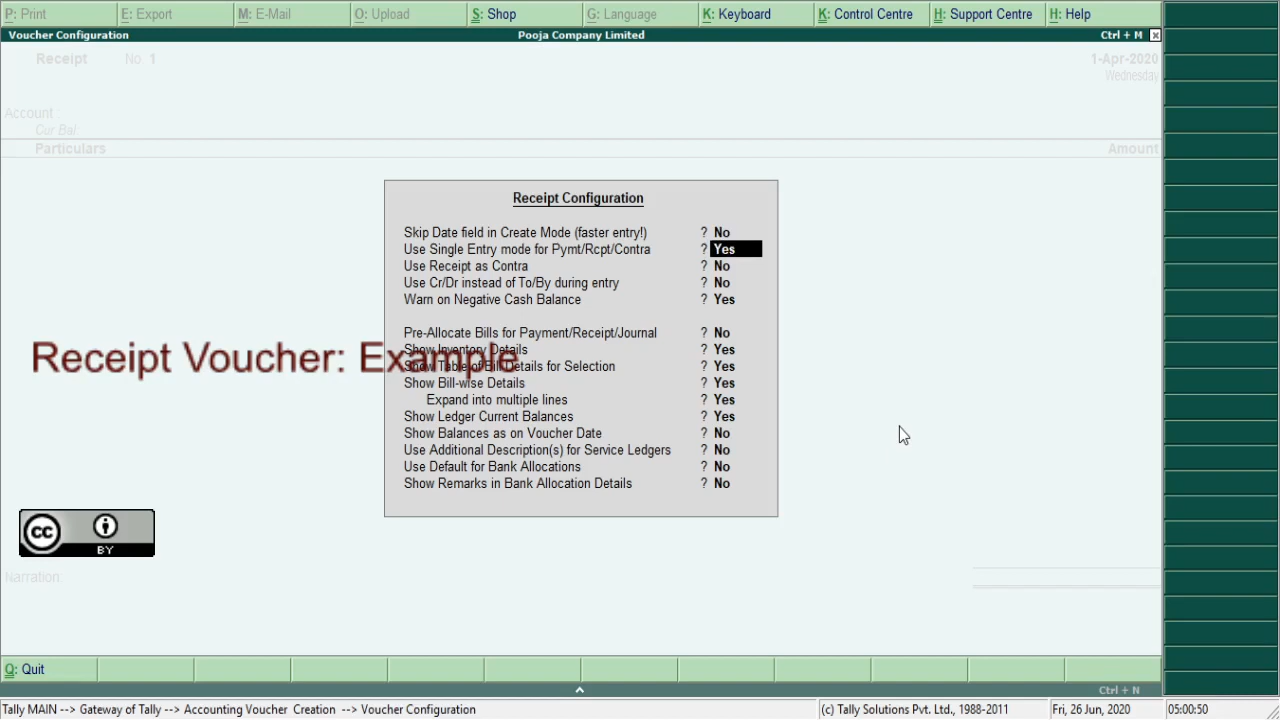 P: Print E: Export M: E-Mail O: Upload S: Shop G: Language K: Keyboard K: Control Centre H: Support Centre H: Help
Voucher Configuration Pooja Company Limited Ctrl + M x
Receipt No. 1 1-Apr-2020
Wednesday
Account :
Cur Bal
Particulars Amount
Receipt Configuration
Skip Date field in Create Mode (faster entry!) ? No
Use Single Entry mode for Pymt/Rcpt/Contra ? Yes
Use Receipt as Contra ? No
Use Cr/Dr instead of To/By during entry ? No
Warn on Negative Cash Balance ? Yes
Pre-Allocate Bills for Payment/Receipt/Journal ? No
Show Inventory Details ? Yes
Receipt Voucher: Example
Show Table of Bill Details for Selection ? Yes
Show Bill-wise Details ? Yes
Expand into multiple lines ? Yes
Show Ledger Current Balances ? Yes
Show Balances as on Voucher Date ? No
Use Additional Description(s) for Service Ledgers ? No
Use Default for Bank Allocations ? No
Show Remarks in Bank Allocation Details ? No
cc
BY
Narration:
Q: Quit
Ctrl + N
Tally MAIN --> Gateway of Tally --> Accounting Voucher Creation --> Voucher Configuration (c) Tally Solutions Pvt. Ltd., 1988-2011 Fri, 26 Jun, 2020 05:00:50